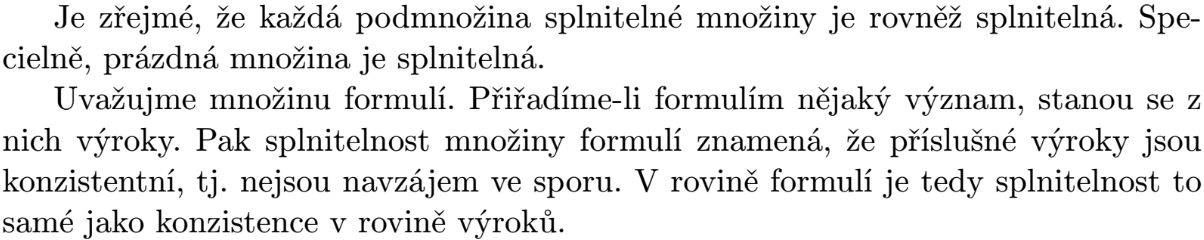 Je zřejmé, že každá podmnožina splnitelné množiny je rovněž splnitelná. Spe-
cielně, prázdná množina je splnitelná.
Uvažujme množinu formulí. Přiřadíme-li formulím nějaký význam, stanou se z
nich výroky. Pak splnitelnost množiny formulí znamená, že příslušné výroky jsou
konzistentní, tj. nejsou navzájem ve sporu. V rovině formulí je tedy splnitelnost to
samé jako konzistence v rovině výroků.